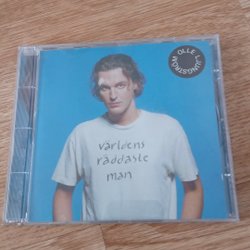 OLLE LJUNGSTRÖM
världens
räddaste
man